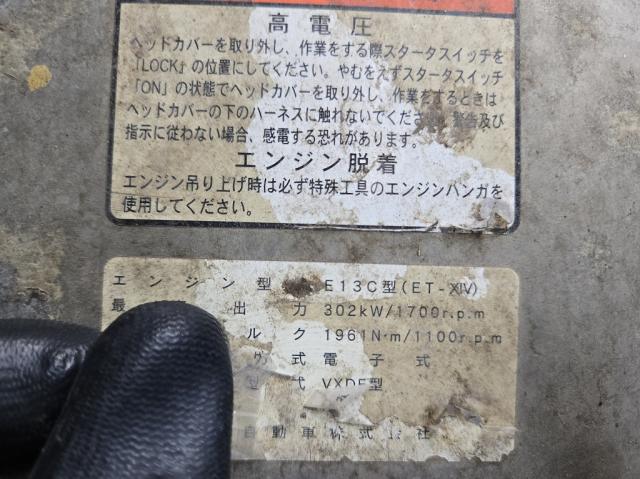 高電圧
ヘッドカバーを取り外し、作業をする際スタータスイッチを
「LOCK」の位置にしてください。やむをえずスタータスイッチ
「ON」の状態でヘッドカバーを取り外し、作業をするときは
ヘッドカバーの下のハーネスに触れないでください。警告及び
指示に従わない場合、感電する恐れがあります。
エンジン脱着
エンジン吊り上げ時は必ず特殊工具のエンジンハンガを
使用してください。
エンジン型 E13C型(ET-XIV)
最 出力 302kW/1700r.p.m
ルク 1961N·m/1100r.p.m
式 電子式
型式 VXDF型
自動車株式会社